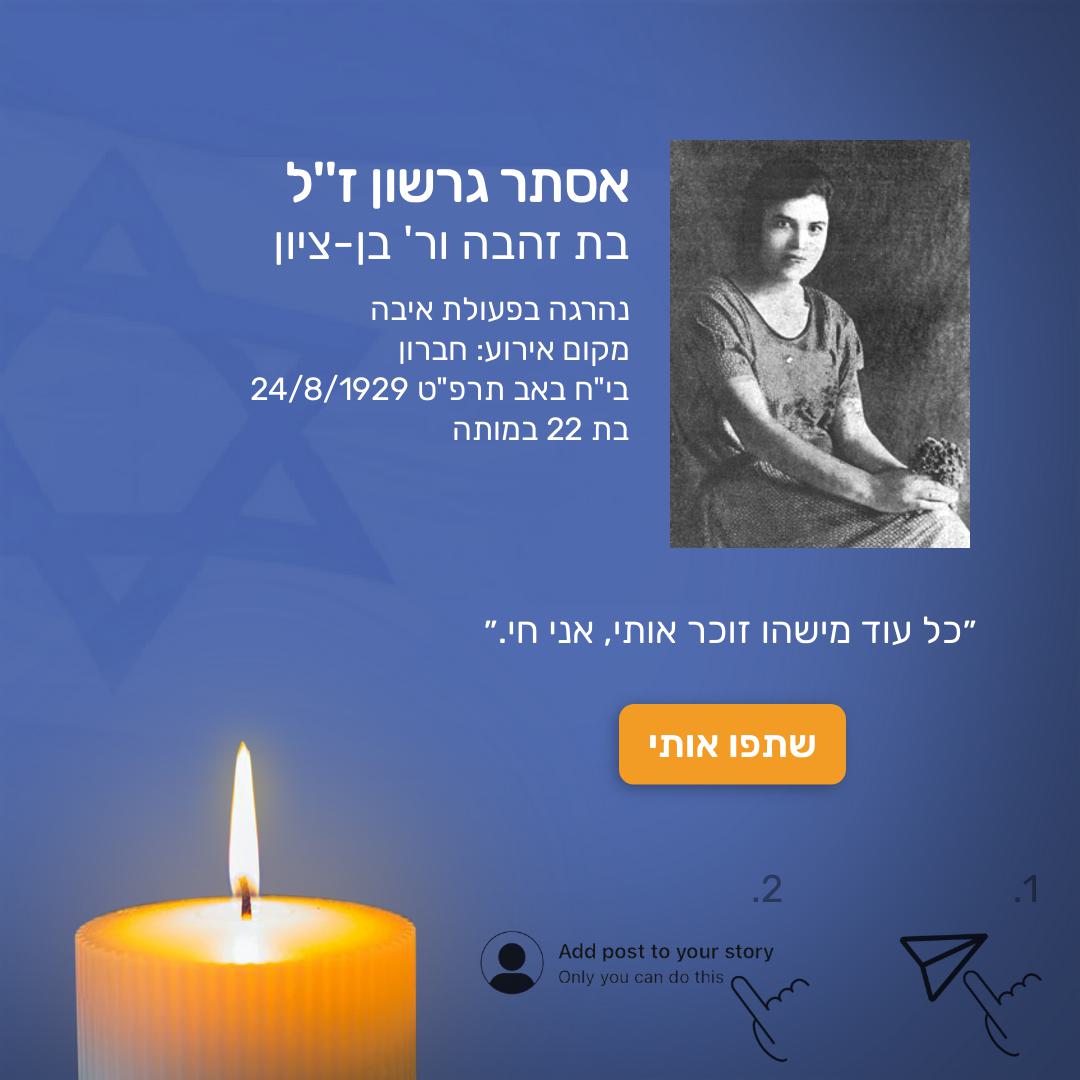 אסתר גרשון ז"ל
בת זהבה ור' בן-ציון
נהרגה בפעולת איבה
מקום אירוע: חברון
בי"ח באב תרפ"ט 24/8/1929
בת 22 במותה
"כל עוד מישהו זוכר אותי, אני חי."
שתפו אותי
.1
.2
Add post to your story
Only you can do this